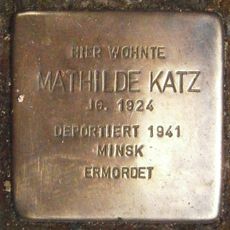 HIER WOHNTE
MATHILDE KATZ
JG. 1924
DEPORTIERT 1941
MINSK
ERMORDET